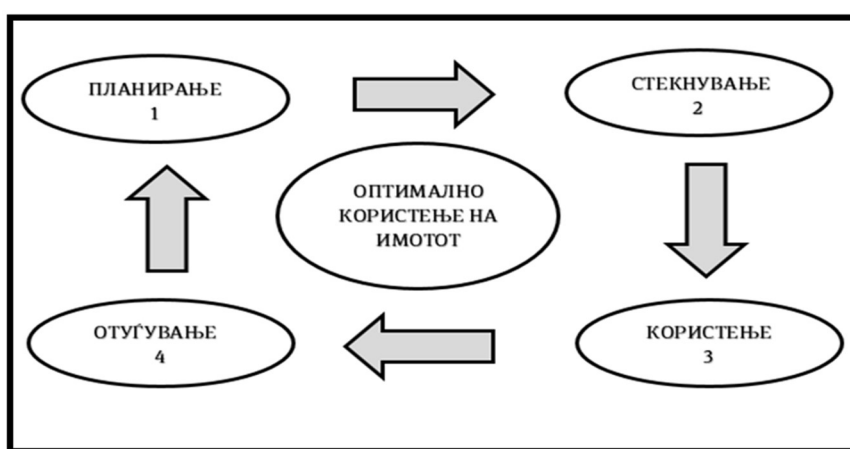 ПЛАНИРАЊЕ
1
СТЕКНУВАЊЕ
2
ОПТИМАЛНО
КОРИСТЕЊЕ НА
ИМОТОТ
ОТУЃУВАЊЕ
4
КОРИСТЕЊЕ
3